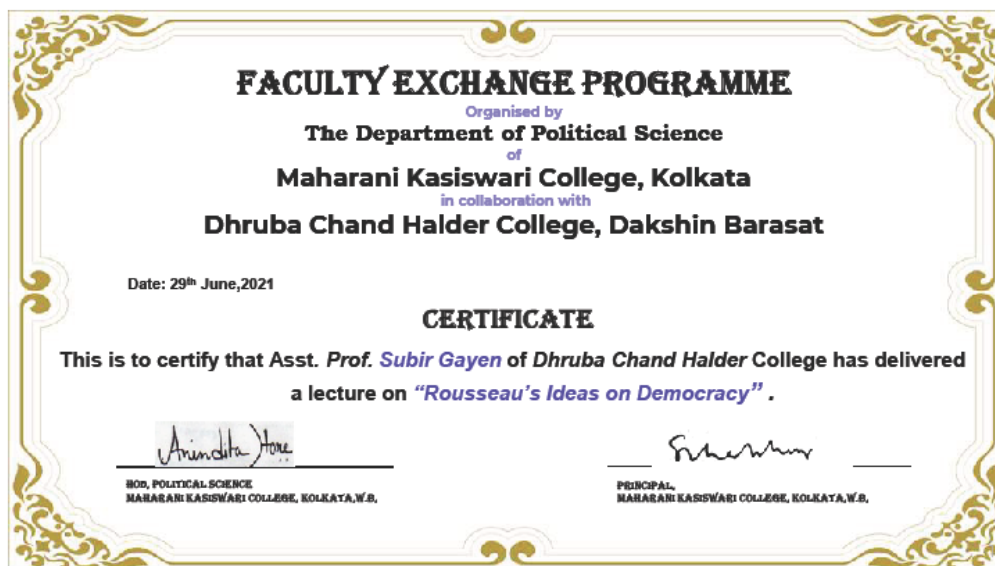 FACULTY EXCHANGE PROGRAMME
Organised by
The Department of Political Science
of
Maharani Kasiswari College, Kolkata
in collaboration with
Dhruba Chand Halder College, Dakshin Barasat
Date: 29th June,2021
CERTIFICATE
This is to certify that Asst. Prof. Subir Gayen of Dhruba Chand Halder College has delivered
a lecture on “Rousseau’s Ideas on Democracy” .
Anindita Hore
HOD, POLITICAL SCIENCE
MAHARANI KASISWARI COLLEGE, KOLKATA,W.B.
PRINCIPAL,
MAHARANI KASISWARI COLLEGE, KOLKATA,W.B.